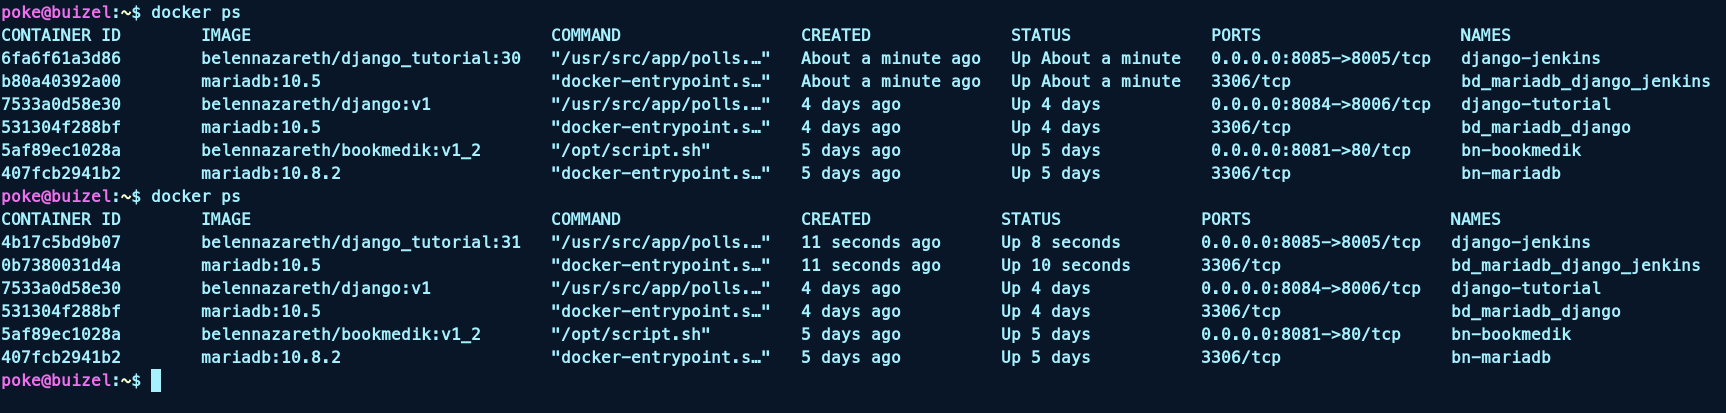 poke@buizel:~$ docker ps
CONTAINER ID        IMAGE                              COMMAND                  CREATED              STATUS              PORTS                    NAMES
6fa6f61a3d86        belennazareth/django_tutorial:30   "/usr/src/app/polls.…"   About a minute ago   Up About a minute   0.0.0.0:8085->8005/tcp   django-jenkins
b80a40392a00        mariadb:10.5                       "docker-entrypoint.s…"   About a minute ago   Up About a minute   3306/tcp                 bd_mariadb_django_jenkins
7533a0d58e30        belennazareth/django:v1            "/usr/src/app/polls.…"   4 days ago           Up 4 days           0.0.0.0:8084->8006/tcp   django-tutorial
531304f288bf        mariadb:10.5                       "docker-entrypoint.s…"   4 days ago           Up 4 days           3306/tcp                 bd_mariadb_django
5af89ec1028a        belennazareth/bookmedik:v1_2       "/opt/script.sh"         5 days ago           Up 5 days           0.0.0.0:8081->80/tcp     bn-bookmedik
407fcb2941b2        mariadb:10.8.2                     "docker-entrypoint.s…"   5 days ago           Up 5 days           3306/tcp                 bn-mariadb
poke@buizel:~$ docker ps
CONTAINER ID        IMAGE                              COMMAND                  CREATED             STATUS              PORTS                    NAMES
4b17c5bd9b07        belennazareth/django_tutorial:31   "/usr/src/app/polls.…"   11 seconds ago      Up 8 seconds        0.0.0.0:8085->8005/tcp   django-jenkins
0b7380031d4a        mariadb:10.5                       "docker-entrypoint.s…"   11 seconds ago      Up 10 seconds       3306/tcp                 bd_mariadb_django_jenkins
7533a0d58e30        belennazareth/django:v1            "/usr/src/app/polls.…"   4 days ago          Up 4 days           0.0.0.0:8084->8006/tcp   django-tutorial
531304f288bf        mariadb:10.5                       "docker-entrypoint.s…"   4 days ago          Up 4 days           3306/tcp                 bd_mariadb_django
5af89ec1028a        belennazareth/bookmedik:v1_2       "/opt/script.sh"         5 days ago          Up 5 days           0.0.0.0:8081->80/tcp     bn-bookmedik
407fcb2941b2        mariadb:10.8.2                     "docker-entrypoint.s…"   5 days ago          Up 5 days           3306/tcp                 bn-mariadb
poke@buizel:~$